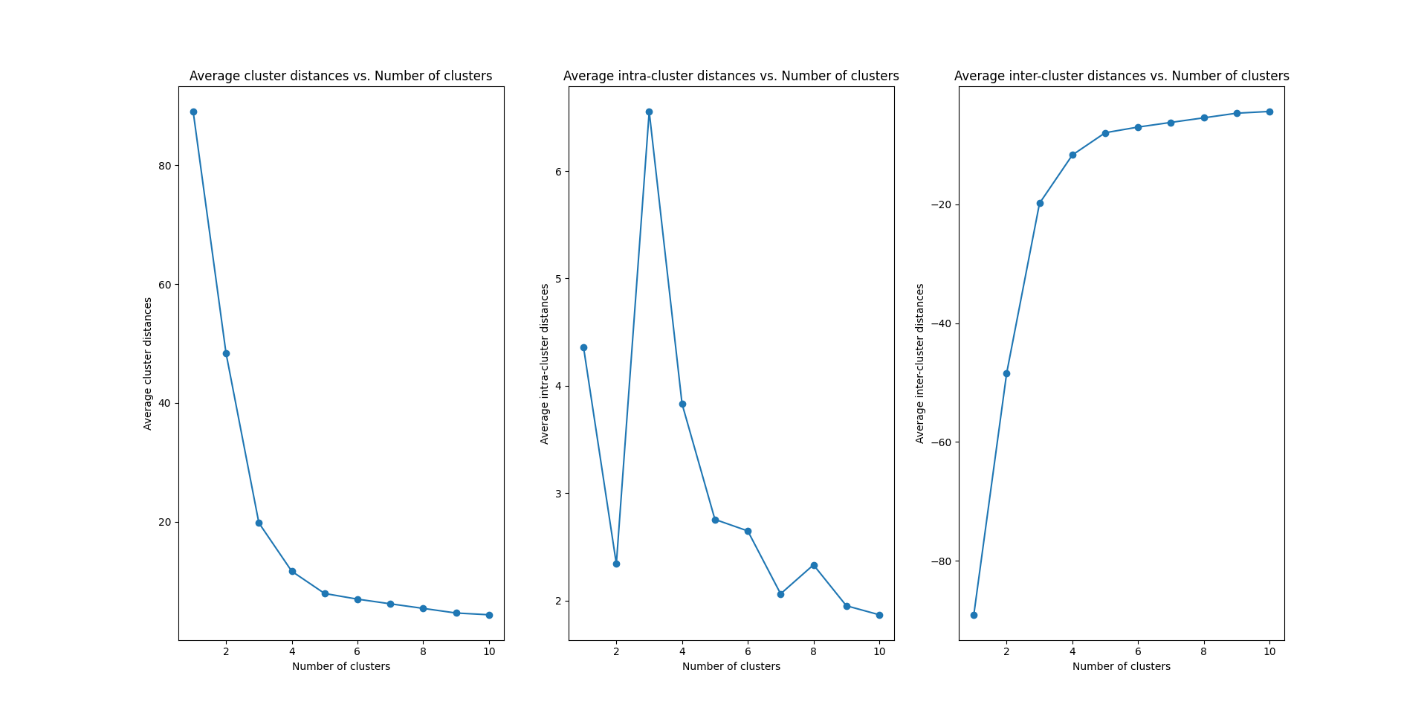 Average cluster distances vs. Number of clusters
Average cluster distances
80
60
40
20
2 4 6 8 10
Number of clusters
Average intra-cluster distances vs. Number of clusters
Average intra-cluster distances
6
5
4
3
2
2 4 6 8 10
Number of clusters
Average inter-cluster distances vs. Number of clusters
Average inter-cluster distances
−20
−40
−60
−80
2 4 6 8 10
Number of clusters